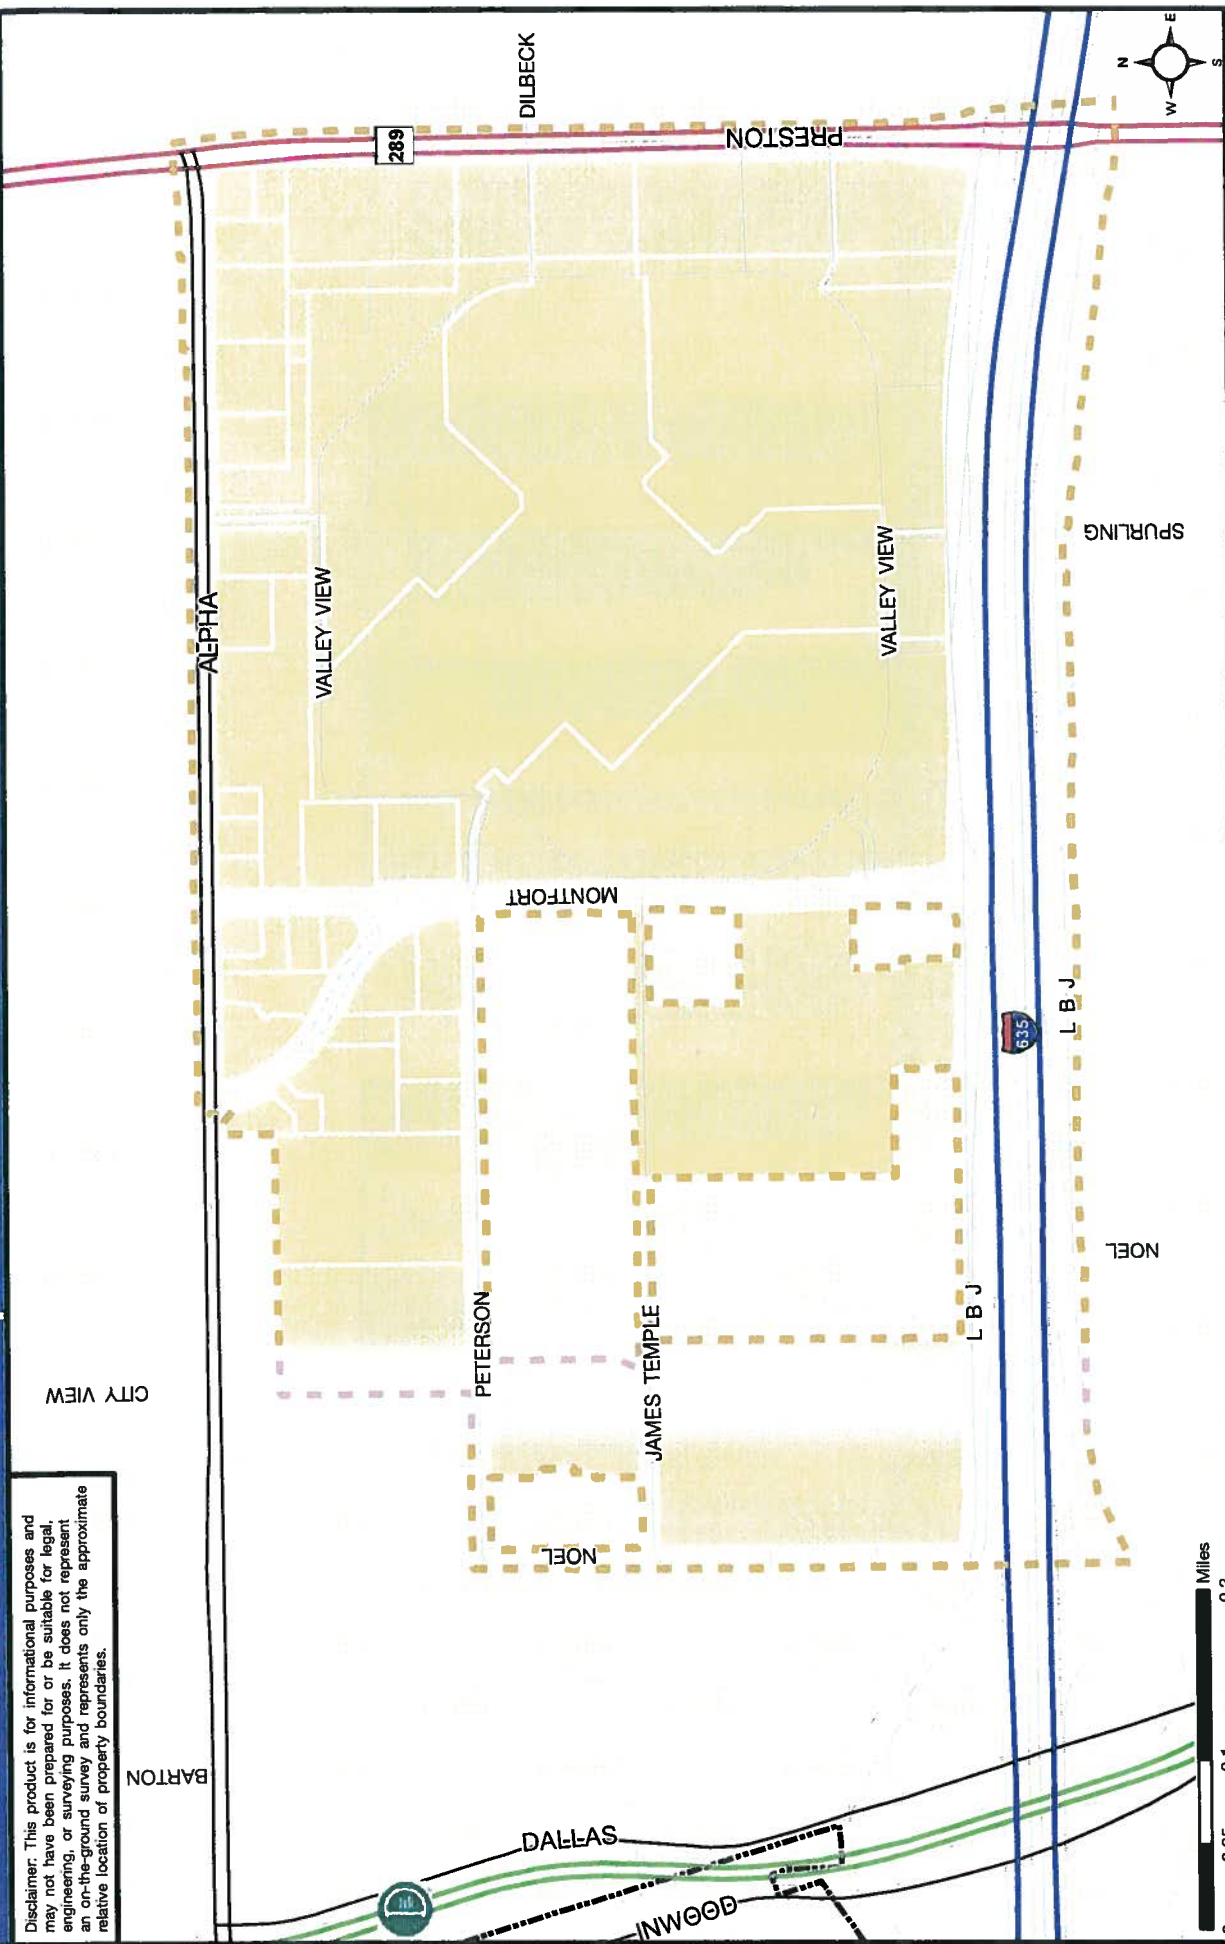 Disclaimer: This product is for informational purposes and
may not have been prepared for or be suitable for legal,
engineering, or surveying purposes. It does not represent
an on-the-ground survey and represents only the approximate
relative location of property boundaries.
CITY VIEW
BARTON
ALPHA
DILBECK
289
PRESTON
N
W
E
S
VALLEY VIEW
VALLEY VIEW
SPURLING
MONTFORT
PETERSON
JAMES TEMPLE
NOEL
NOEL
L B J
L B J
635
DALLAS
INWOOD
Miles